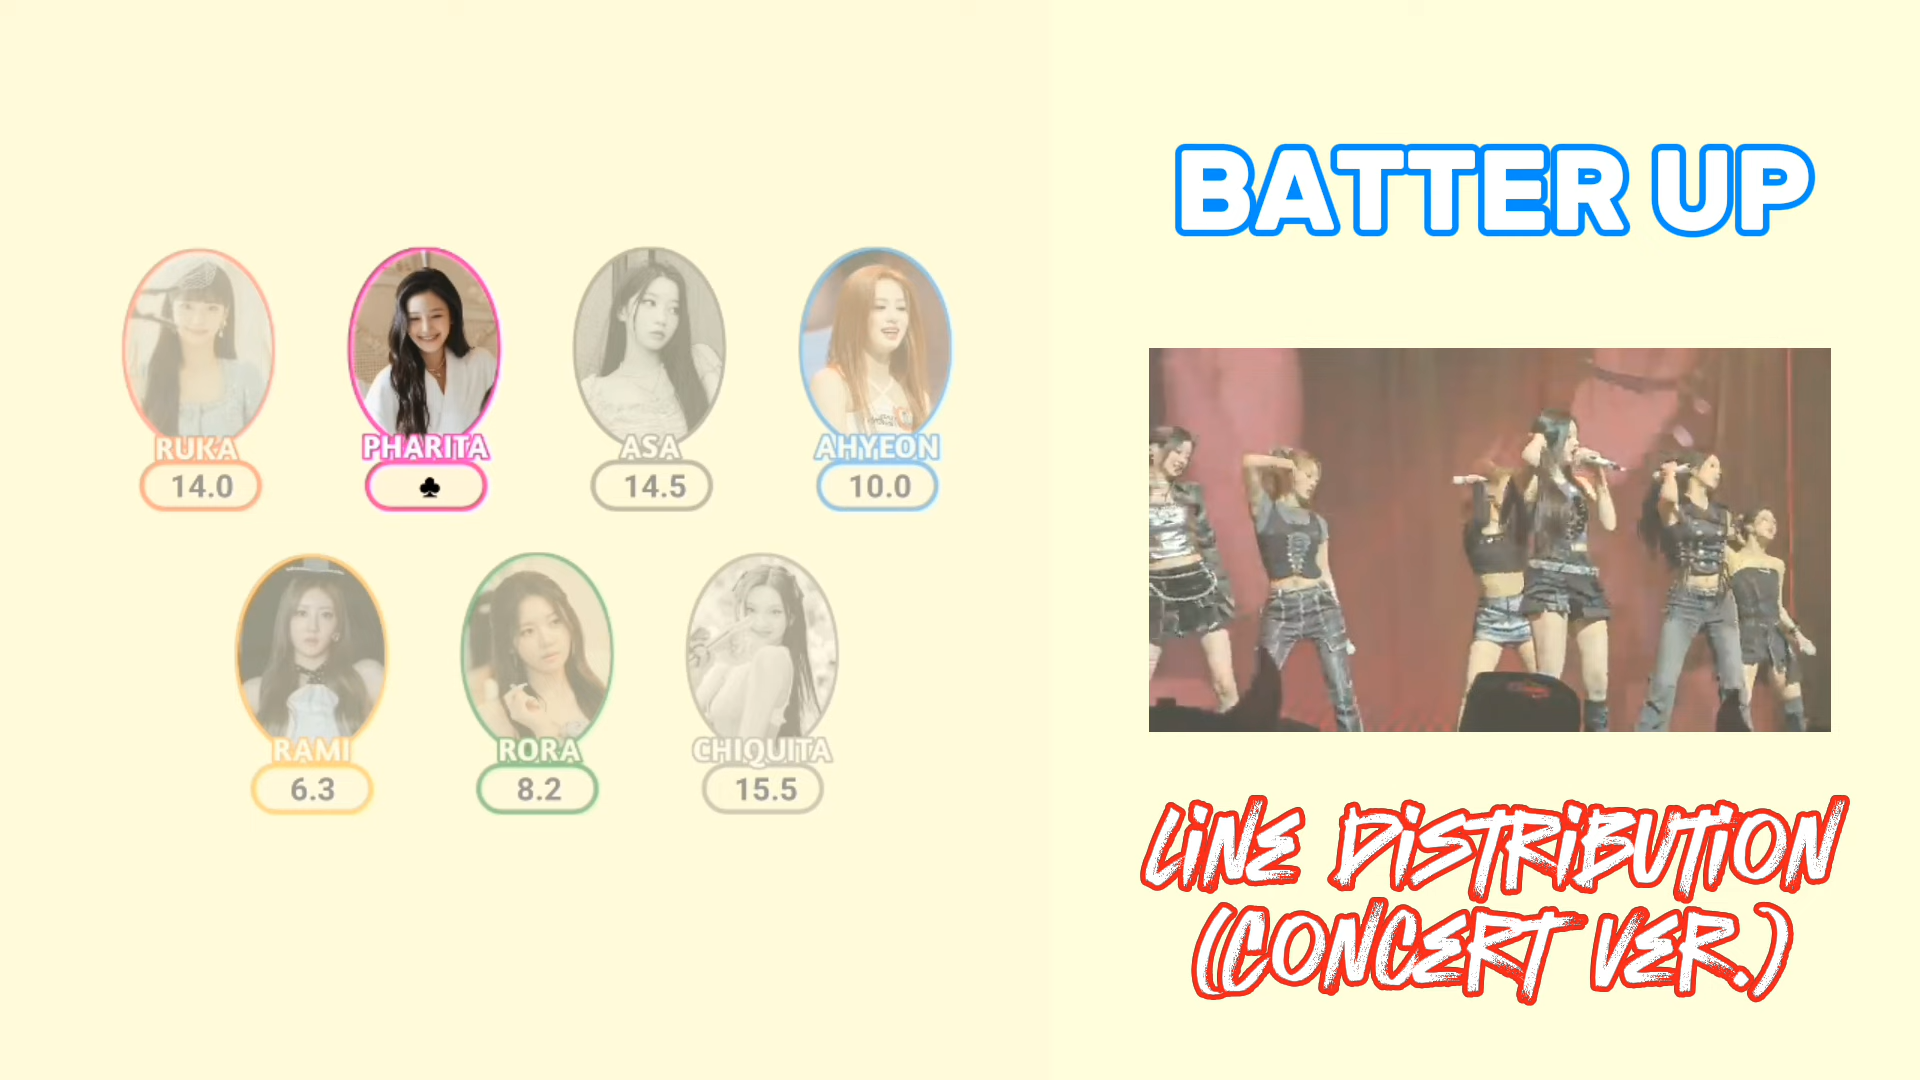 BATTER UP
RUKA PHARITA ASA AHYEON
14.0 ♣ 14.5 10.0
RAMI RORA CHIQUITA
6.3 8.2 15.5
LINE DISTRIBUTION
(CONCERT VER.)